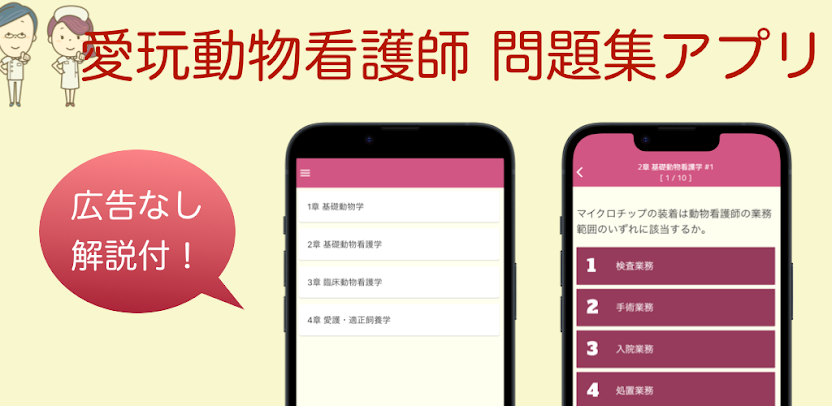 愛玩動物看護師 問題集アプリ
広告なし
解説付！
1章 基礎動物学
2章 基礎動物看護学
3章 臨床動物看護学
4章 愛護・適正飼養学
2章 基礎動物看護学 #1
[ 1 / 10 ]
マイクロチップの装着は動物看護師の業務
範囲のいずれに該当するか。
1 検査業務
2 手術業務
3 入院業務
4 処置業務